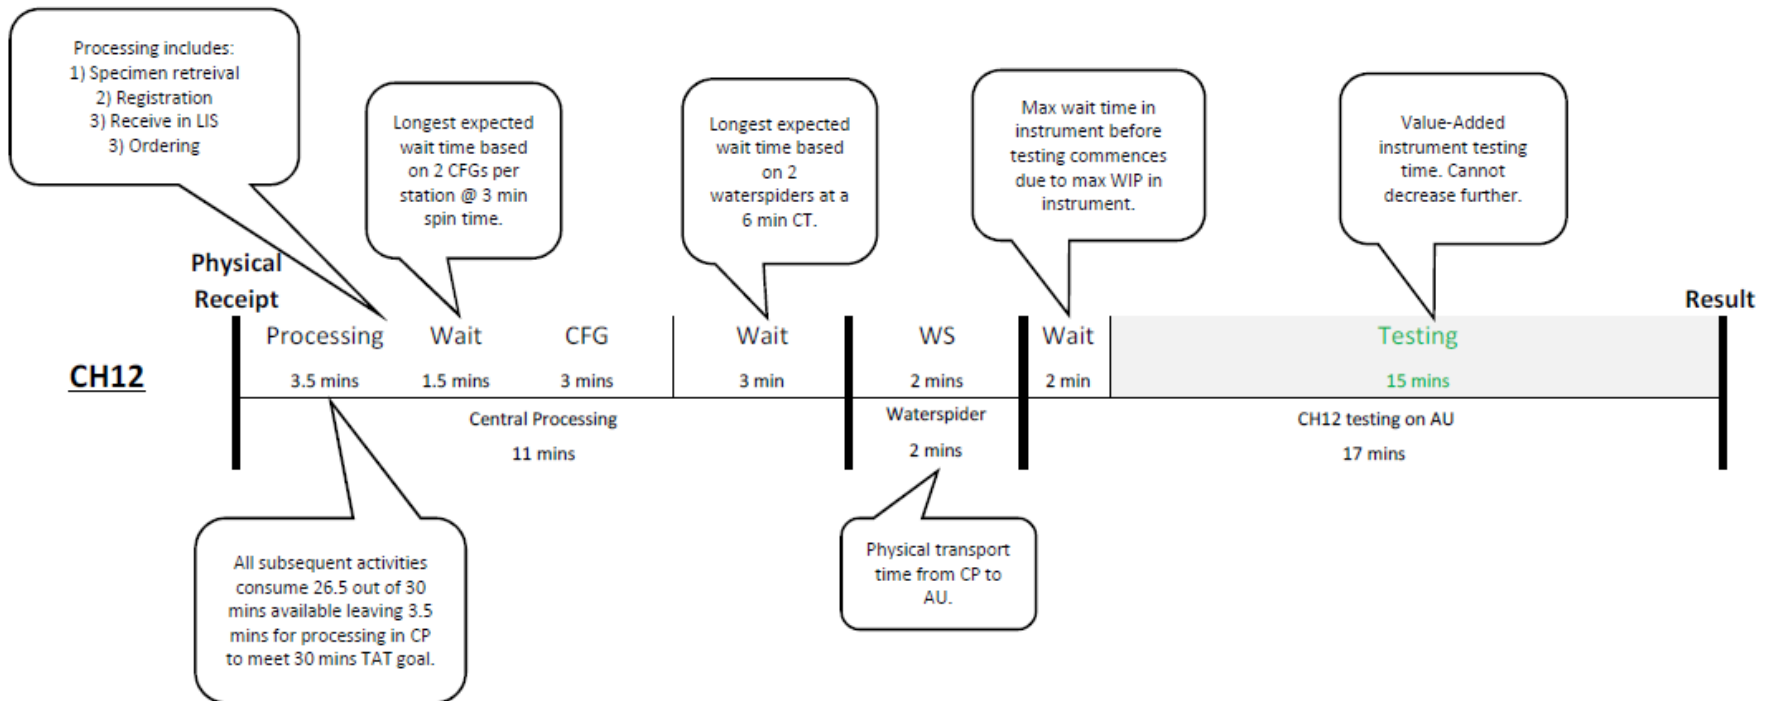 Processing includes:
1) Specimen retreival
2) Registration
3) Receive in LIS
3) Ordering
Longest expected
wait time based
on 2 CFGs per
station @ 3 min
spin time.
Longest expected
wait time based
on 2
waterspiders at a
6 min CT.
Max wait time in
instrument before
testing commences
due to max WIP in
instrument.
Value-Added
instrument testing
time. Cannot
decrease further.
Physical
Receipt
Result
CH12
Processing
Wait
CFG
Wait
WS
Wait
Testing
3.5 mins
1.5 mins
3 mins
3 min
2 mins
2 min
15 mins
Central Processing
11 mins
Waterspider
2 mins
CH12 testing on AU
17 mins
All subsequent activities
consume 26.5 out of 30
mins available leaving 3.5
mins for processing in CP
to meet 30 mins TAT goal.
Physical transport
time from CP to
AU.